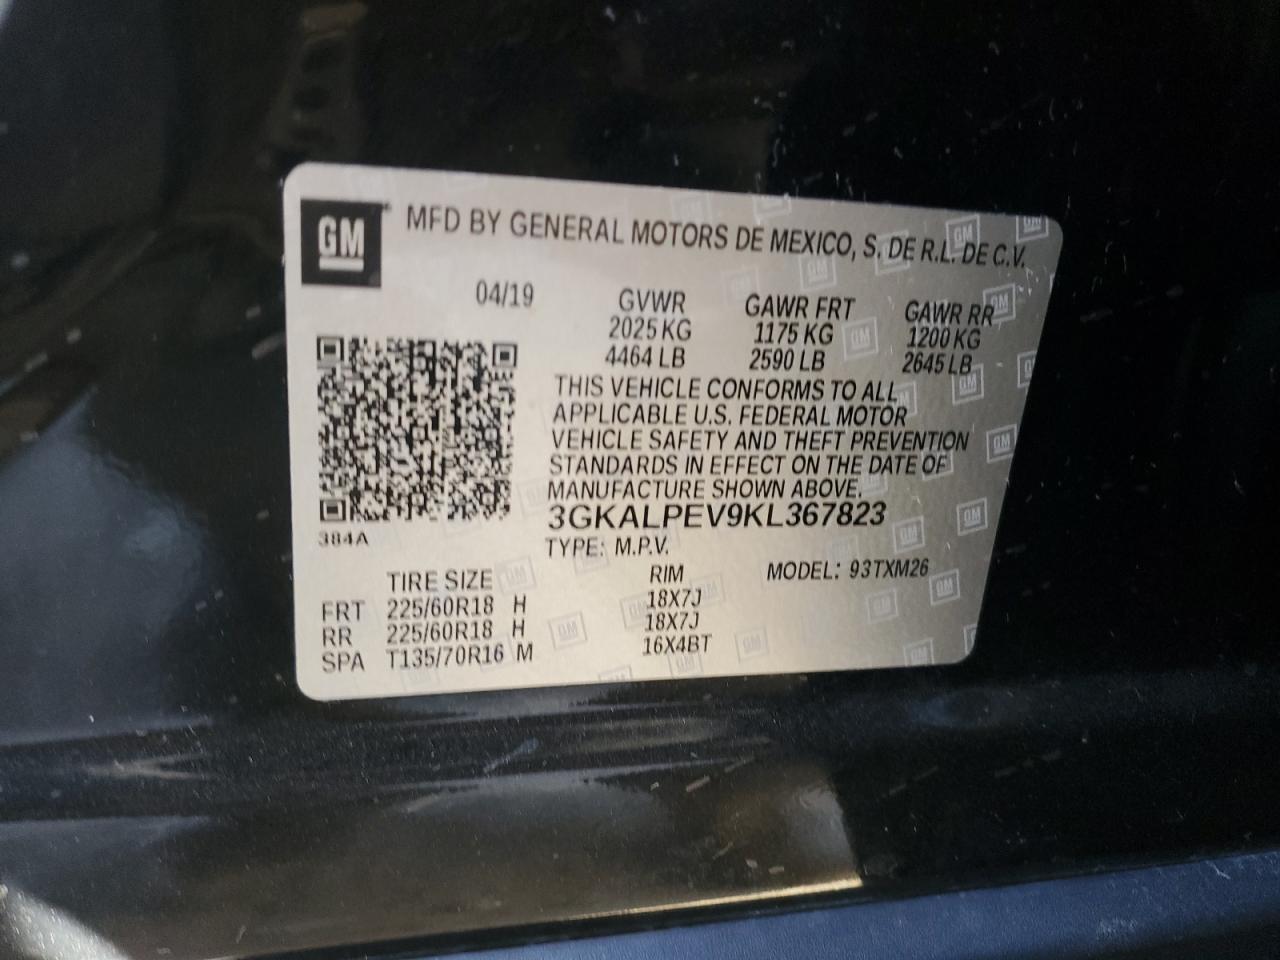 GM MFD BY GENERAL MOTORS DE MEXICO, S. DE R.L. DE C.V.
04/19 GVWR GAWR FRT GAWR RR
2025 KG 1175 KG 1200 KG
4464 LB 2590 LB 2645 LB
THIS VEHICLE CONFORMS TO ALL
APPLICABLE U.S. FEDERAL MOTOR
VEHICLE SAFETY AND THEFT PREVENTION
STANDARDS IN EFFECT ON THE DATE OF
MANUFACTURE SHOWN ABOVE.
3GKALPEV9KL367823
384A
TYPE: M.P.V.
MODEL: 93TXM26
TIRE SIZE RIM
FRT 225/60R18 H 18X7J
RR 225/60R18 H 18X7J
SPA T135/70R16 M 16X4BT